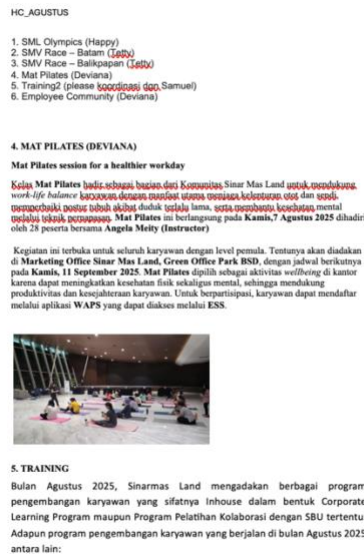 HC_AGUSTUS
1. SML Olympics (Happy)
2. SMV Race – Batam (Tetty)
3. SMV Race – Balikpapan (Tetty)
4. Mat Pilates (Deviana)
5. Training2 (please koordinasi dgn Samuel)
6. Employee Community (Deviana)
4. MAT PILATES (DEVIANA)
Mat Pilates session for a healthier workday
Kelas Mat Pilates hadir sebagai bagian dari Komunitas Sinar Mas Land untuk mendukung
work-life balance karyawan dengan manfaat utama menjaga kelenturan otot dan sendi,
memperbaiki postur tubuh akibat duduk terlalu lama, serta membantu kesehatan mental
melalui teknik pernapasan. Mat Pilates ini berlangsung pada Kamis,7 Agustus 2025 dihadiri
oleh 28 peserta bersama Angela Meity (Instructor)
Kegiatan ini terbuka untuk seluruh karyawan dengan level pemula. Tentunya akan diadakan
di Marketing Office Sinar Mas Land, Green Office Park BSD, dengan jadwal berikutnya
pada Kamis, 11 September 2025. Mat Pilates dipilih sebagai aktivitas wellbeing di kantor
karena dapat meningkatkan kesehatan fisik sekaligus mental, sehingga mendukung
produktivitas dan kesejahteraan karyawan. Untuk berpartisipasi, karyawan dapat mendaftar
melalui aplikasi WAPS yang dapat diakses melalui ESS.
5. TRAINING
Bulan Agustus 2025, Sinarmas Land mengadakan berbagai program
pengembangan karyawan yang sifatnya Inhouse dalam bentuk Corporate
Learning Program maupun Program Pelatihan Kolaborasi dengan SBU tertentu.
Adapun program pengembangan karyawan yang berjalan di bulan Agustus 2025
antara lain: